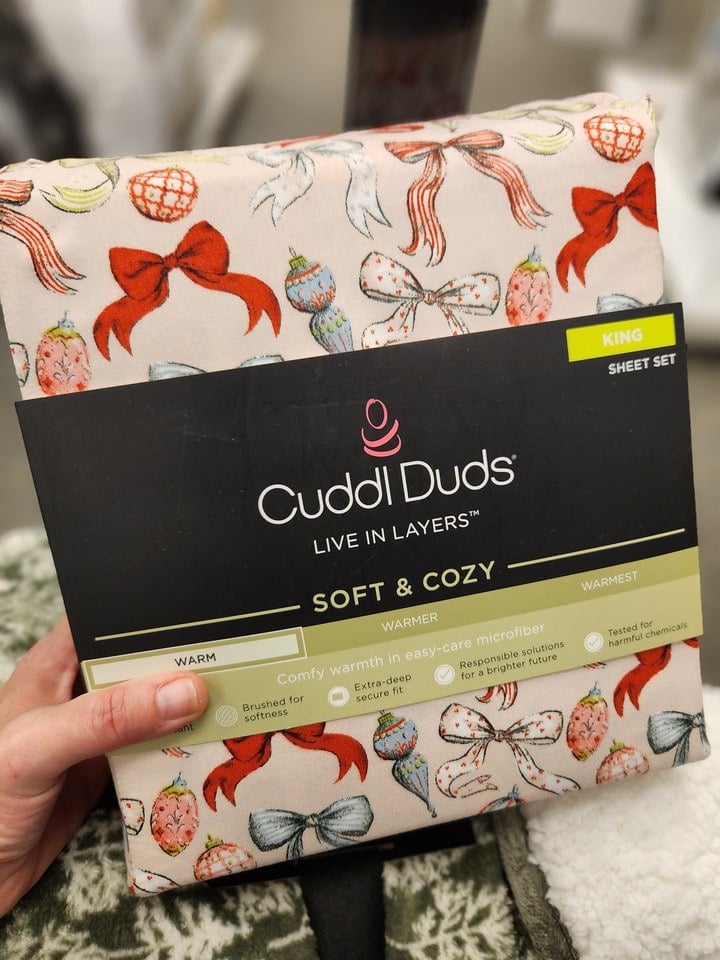 KING
SHEET SET
Cuddl Duds®
LIVE IN LAYERS™
SOFT & COZY
WARM
WARMER
WARMEST
Comfy warmth in easy-care microfiber
Brushed for
softness
Extra-deep
secure fit
Responsible solutions
for a brighter future
Tested for
harmful chemicals